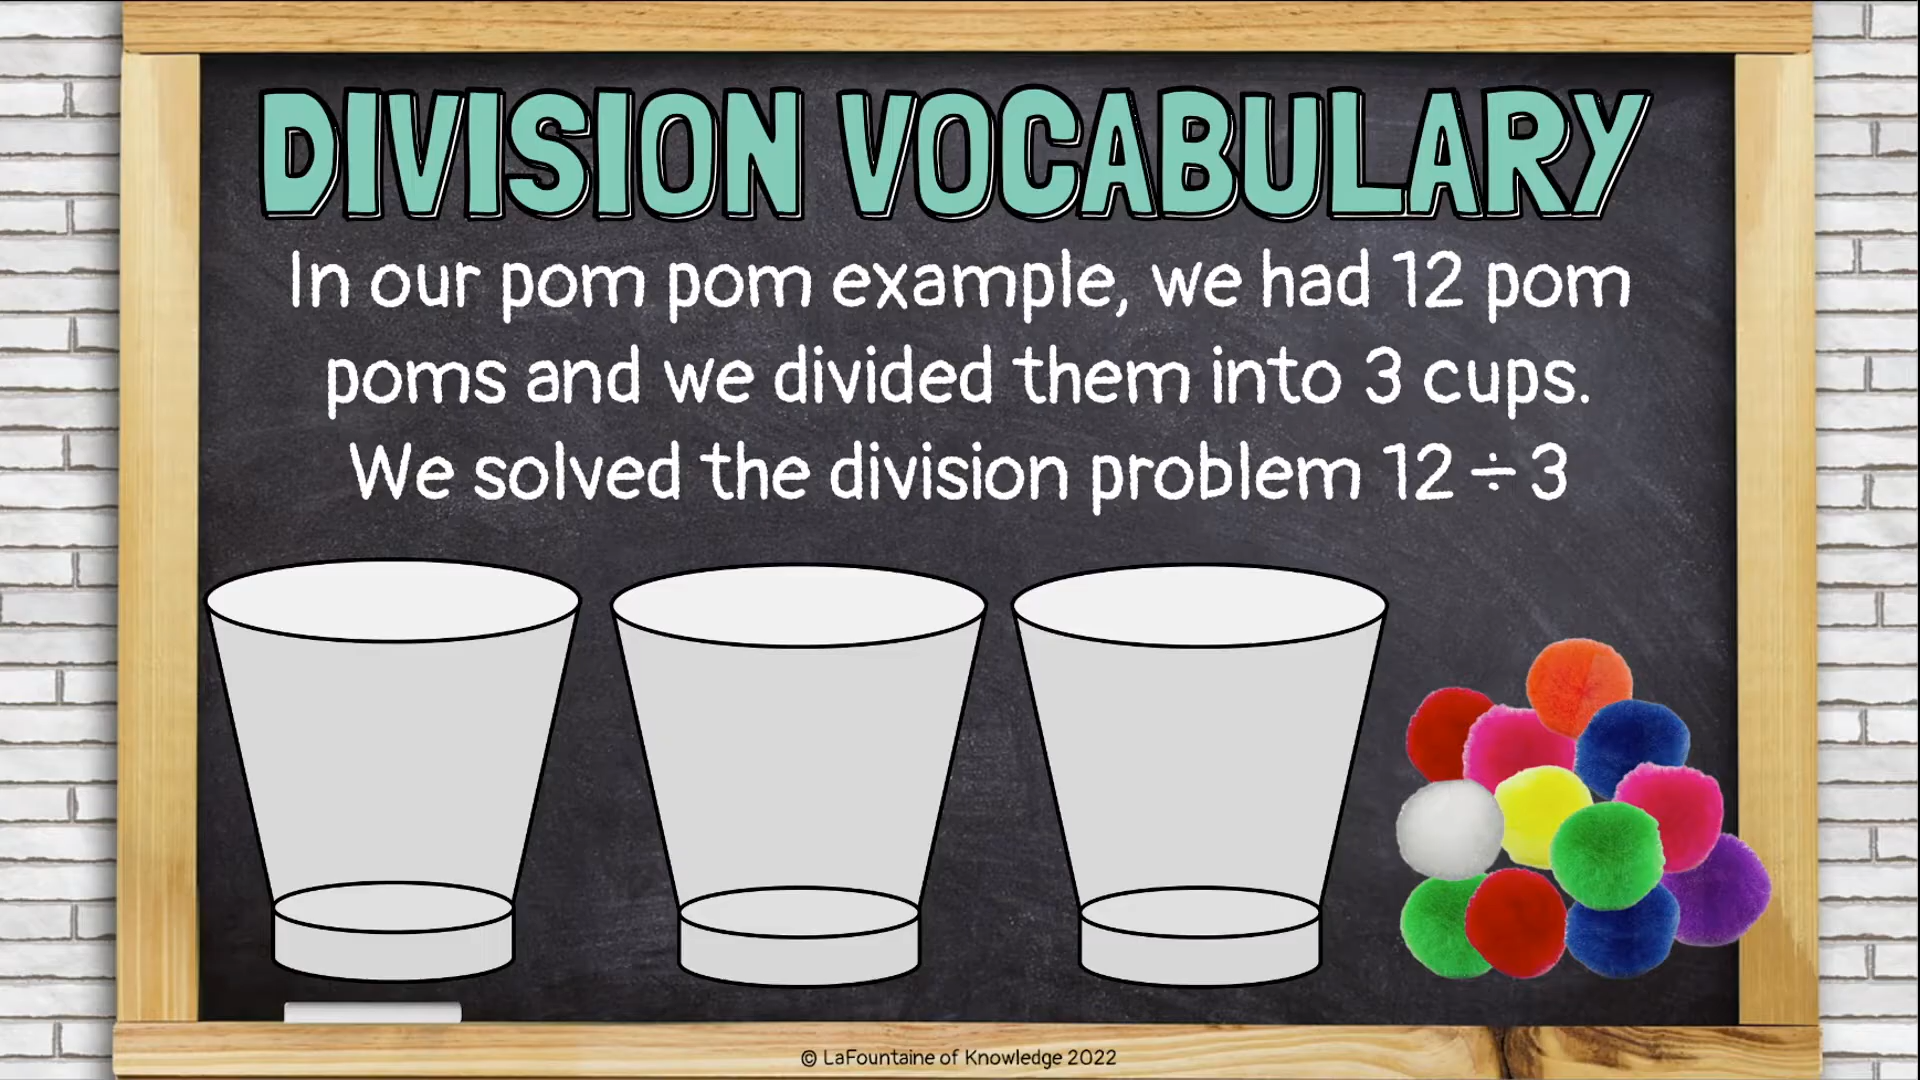 DIVISION VOCABULARY
In our pom pom example, we had 12 pom
poms and we divided them into 3 cups.
We solved the division problem 12 ÷ 3
© LaFountaine of Knowledge 2022